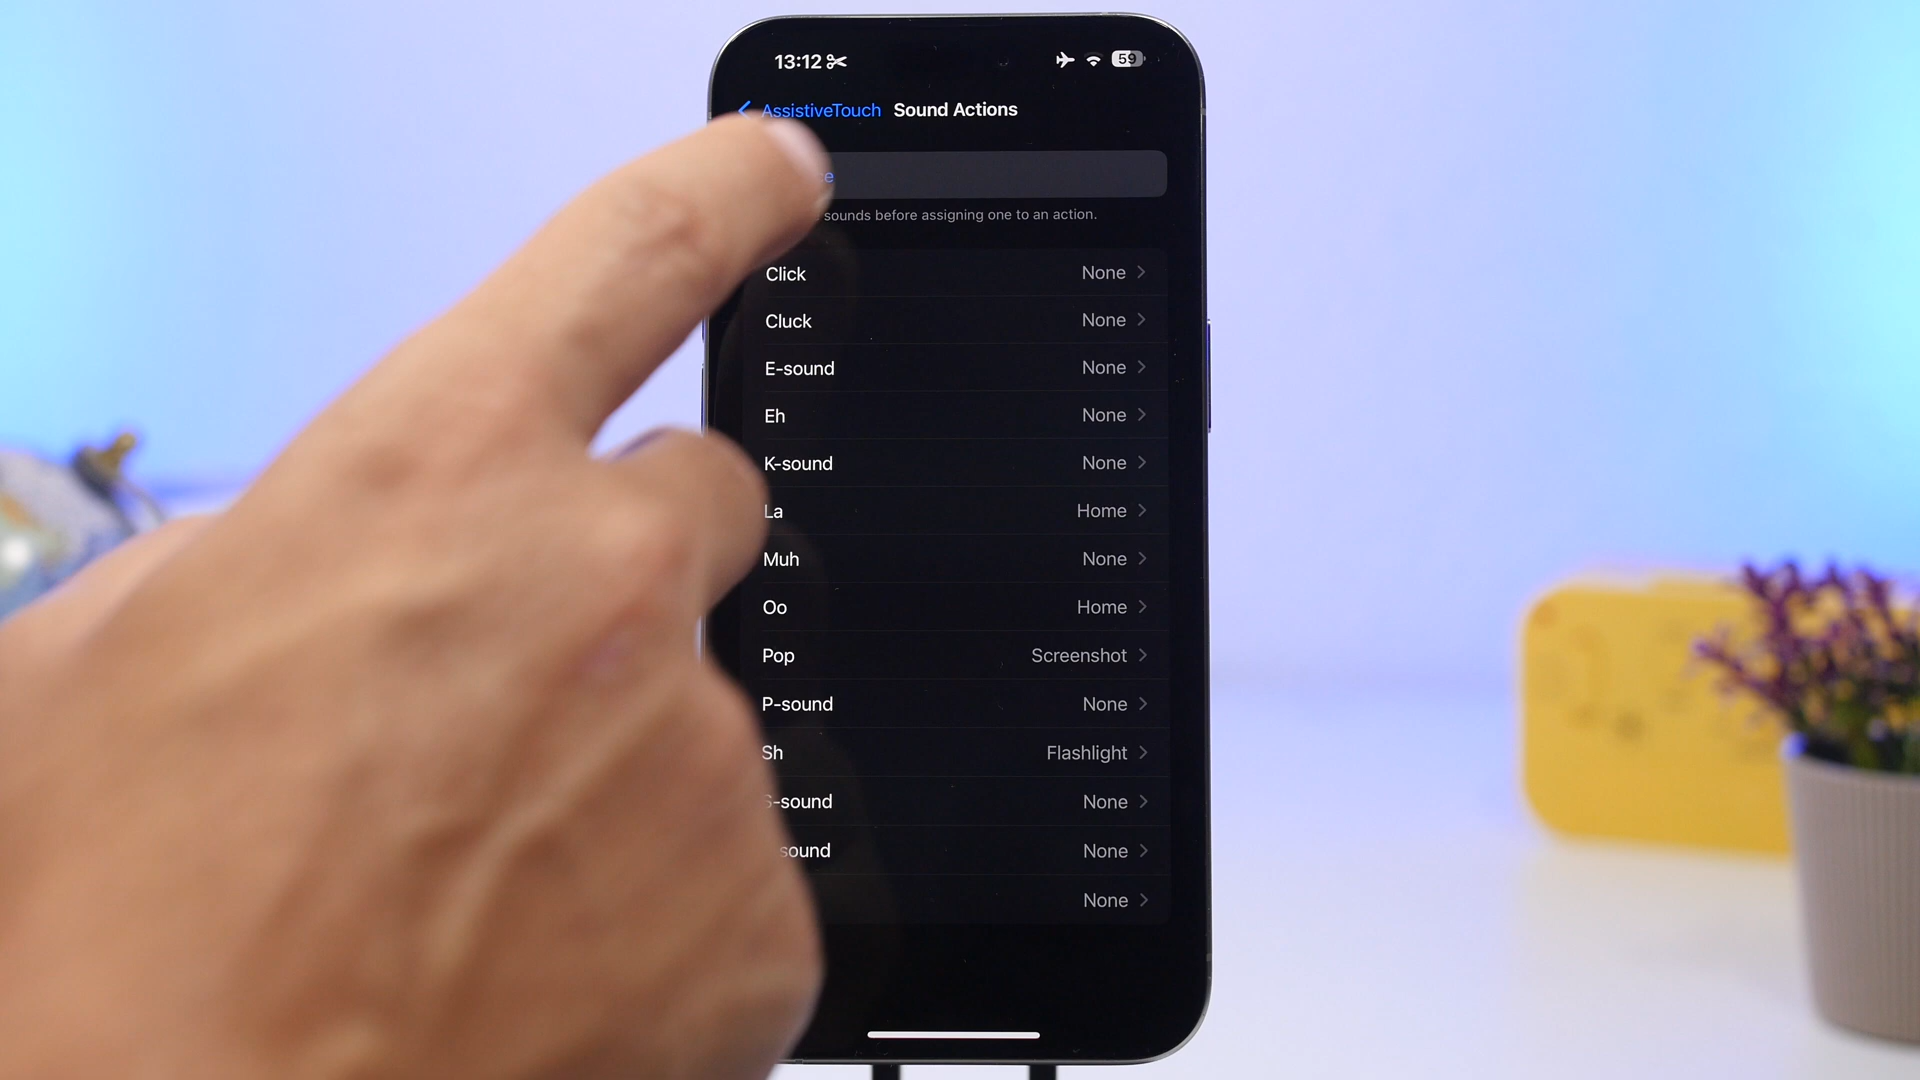 13:12
59
AssistiveTouch Sound Actions
sounds before assigning one to an action.
Click None
Cluck None
E-sound None
Eh None
K-sound None
La Home
Muh None
Oo Home
Pop Screenshot
P-sound None
Sh Flashlight
-sound None
sound None
None